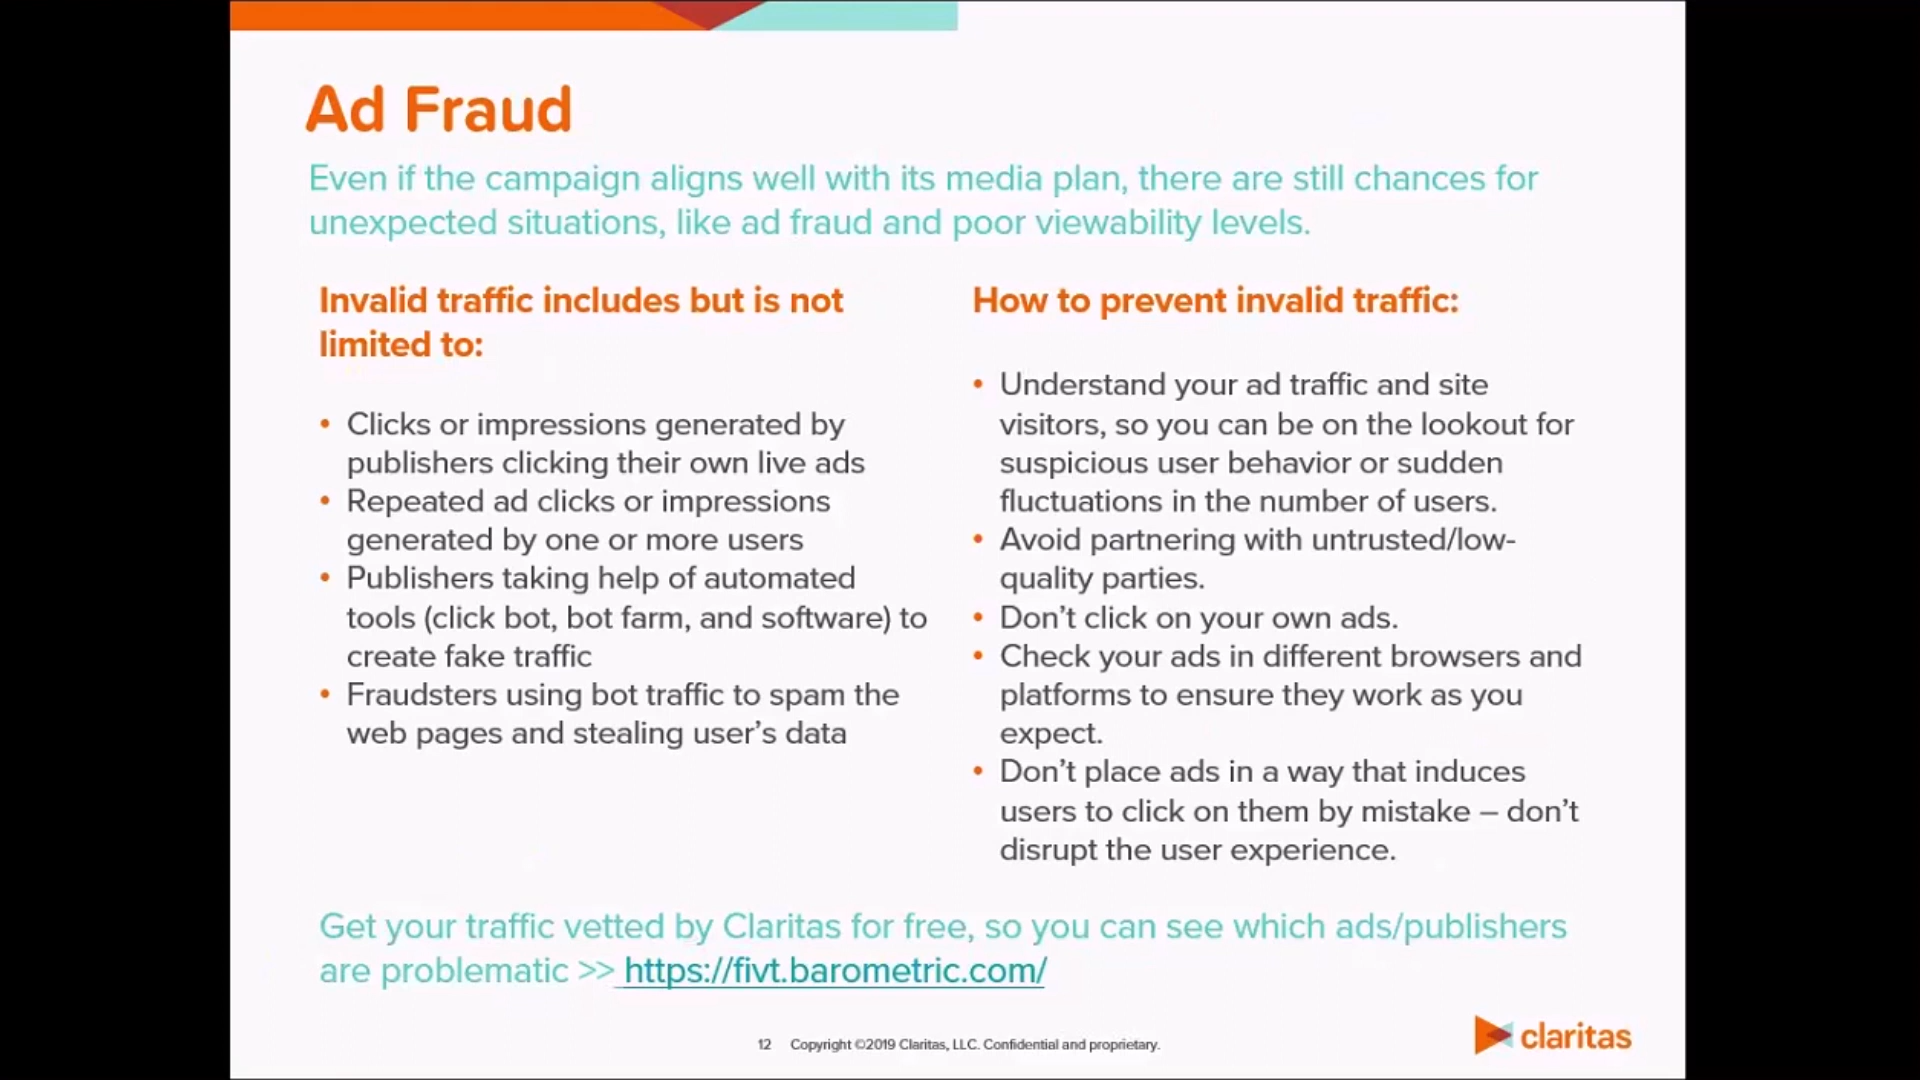 Ad Fraud
Even if the campaign aligns well with its media plan, there are still chances for
unexpected situations, like ad fraud and poor viewability levels.
Invalid traffic includes but is not
limited to:
• Clicks or impressions generated by
publishers clicking their own live ads
• Repeated ad clicks or impressions
generated by one or more users
• Publishers taking help of automated
tools (click bot, bot farm, and software) to
create fake traffic
• Fraudsters using bot traffic to spam the
web pages and stealing user’s data
How to prevent invalid traffic:
• Understand your ad traffic and site
visitors, so you can be on the lookout for
suspicious user behavior or sudden
fluctuations in the number of users.
• Avoid partnering with untrusted/low-
quality parties.
• Don’t click on your own ads.
• Check your ads in different browsers and
platforms to ensure they work as you
expect.
• Don’t place ads in a way that induces
users to click on them by mistake – don’t
disrupt the user experience.
Get your traffic vetted by Claritas for free, so you can see which ads/publishers
are problematic >> https://fivt.barometric.com/
12 Copyright ©2019 Claritas, LLC. Confidential and proprietary.
claritas